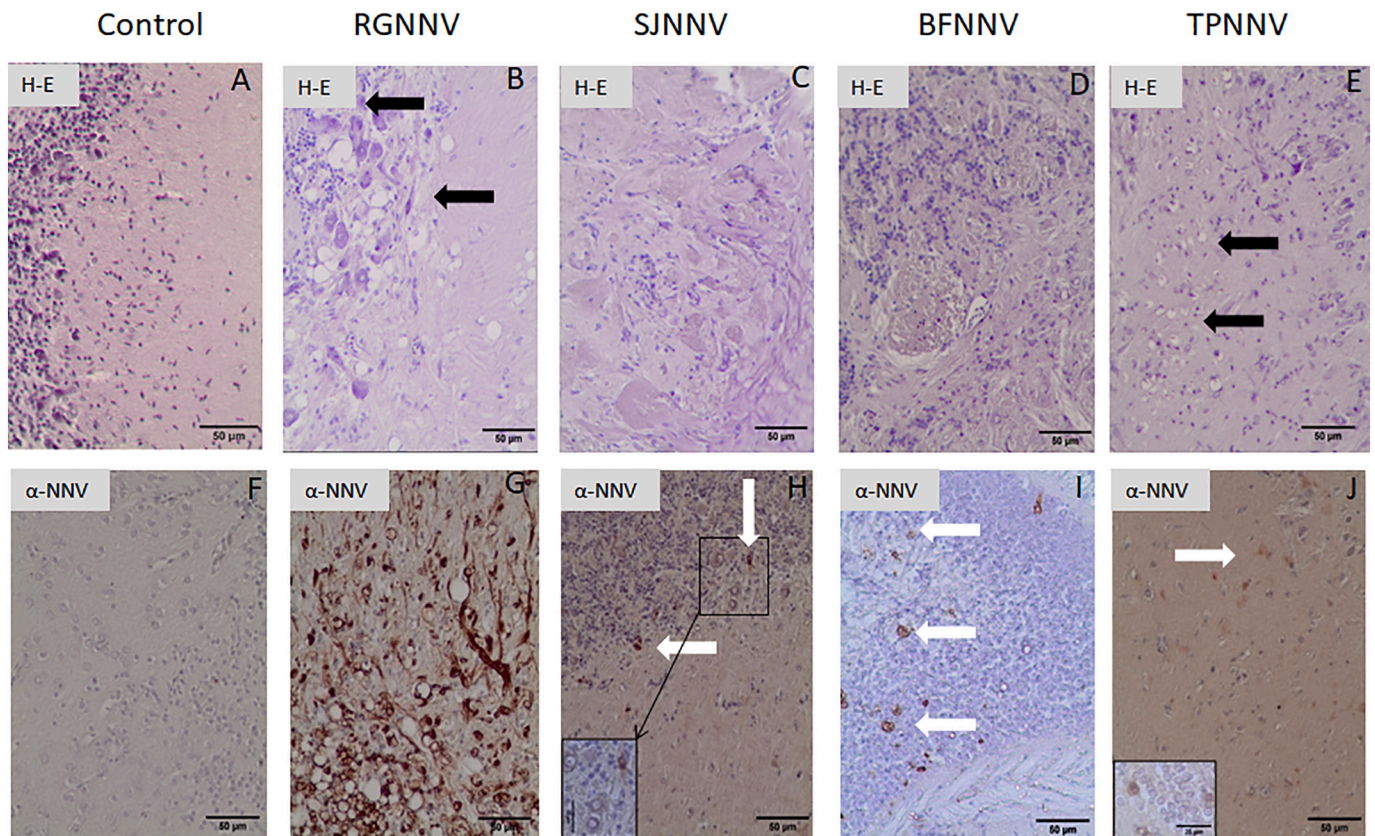 Control RGNNV SJNNV BFNNV TPNNV
H-E A H-E B H-E C H-E D H-E E
50 µm 50 µm 50 µm 50 µm 50 µm
α-NNV F α-NNV G α-NNV H α-NNV I α-NNV J
50 µm 50 µm 50 µm 50 µm 50 µm